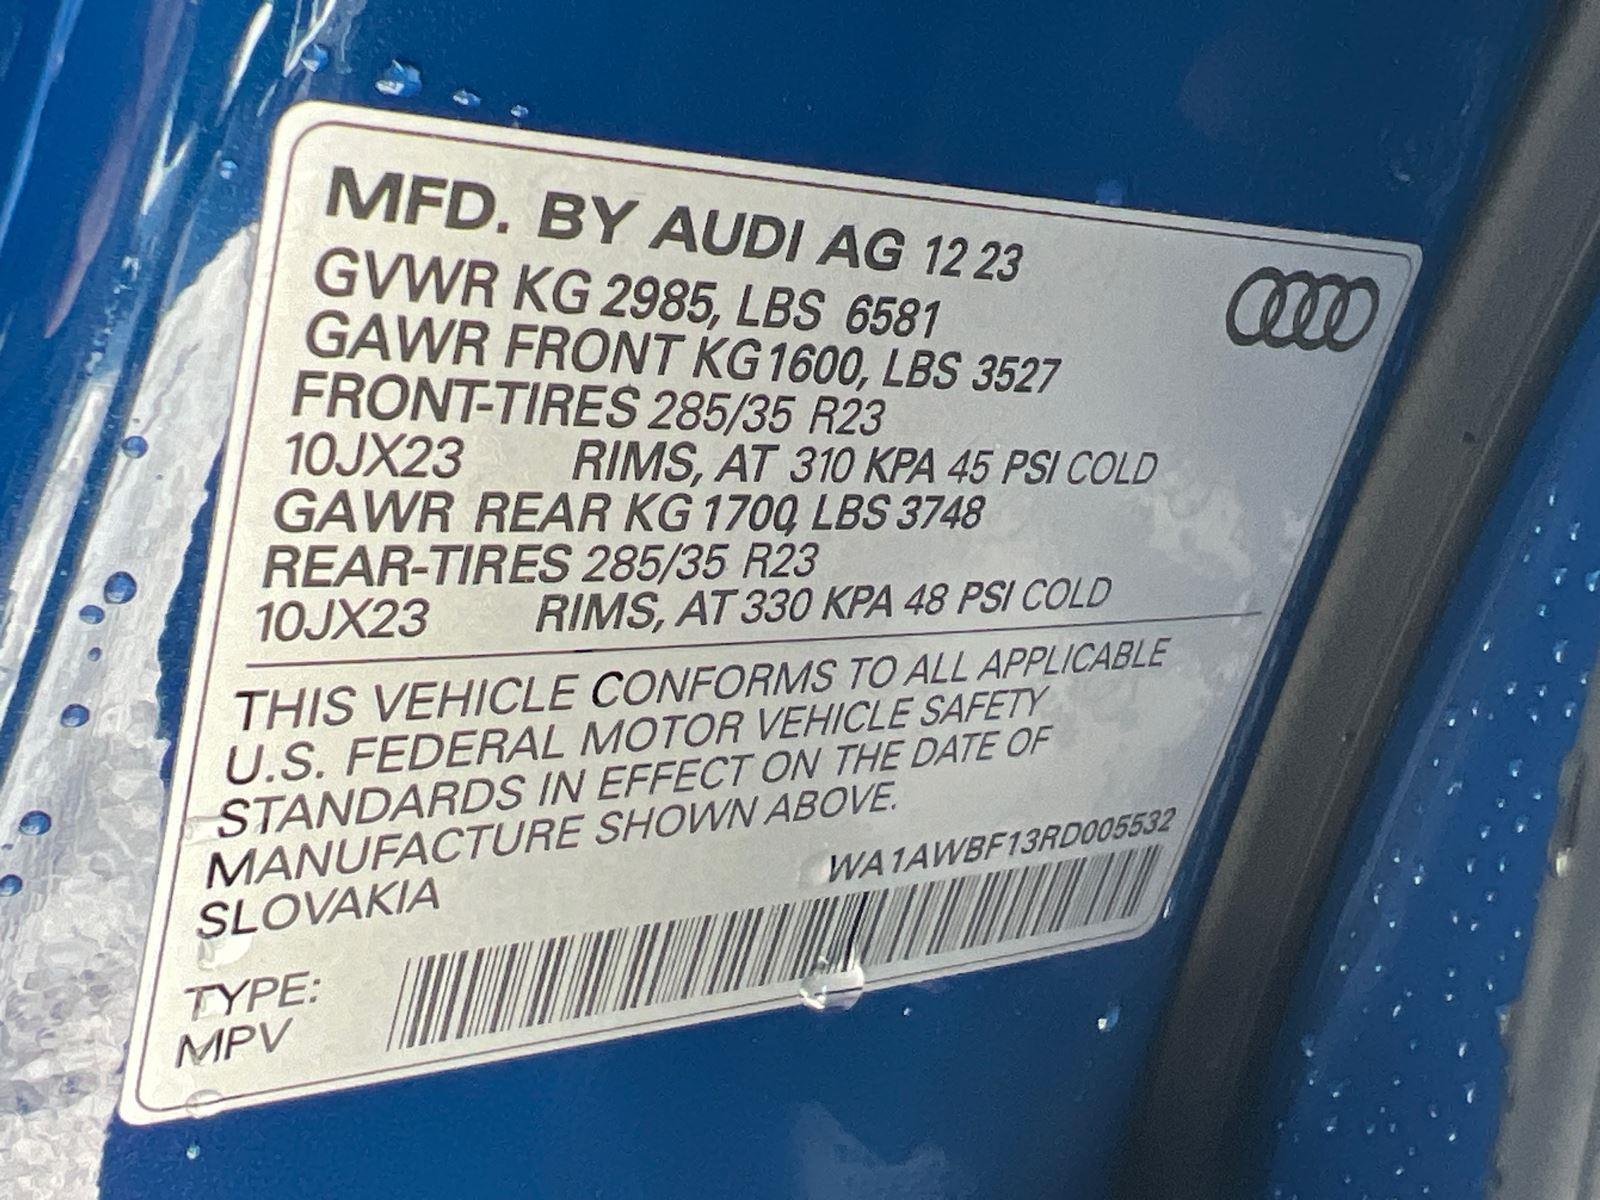 MFD. BY AUDI AG 12 23
GVWR KG 2985, LBS 6581
GAWR FRONT KG 1600, LBS 3527
FRONT-TIRES 285/35 R23
10JX23 RIMS, AT 310 KPA 45 PSI COLD
GAWR REAR KG 1700, LBS 3748
REAR-TIRES 285/35 R23
10JX23 RIMS, AT 330 KPA 48 PSI COLD
THIS VEHICLE CONFORMS TO ALL APPLICABLE
U.S. FEDERAL MOTOR VEHICLE SAFETY
STANDARDS IN EFFECT ON THE DATE OF
MANUFACTURE SHOWN ABOVE.
SLOVAKIA
WA1AWBF13RD005532
TYPE:
MPV